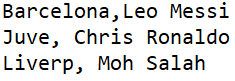 Barcelona,Leo Messi
Juve, Chris Ronaldo
Liverp, Moh Salah